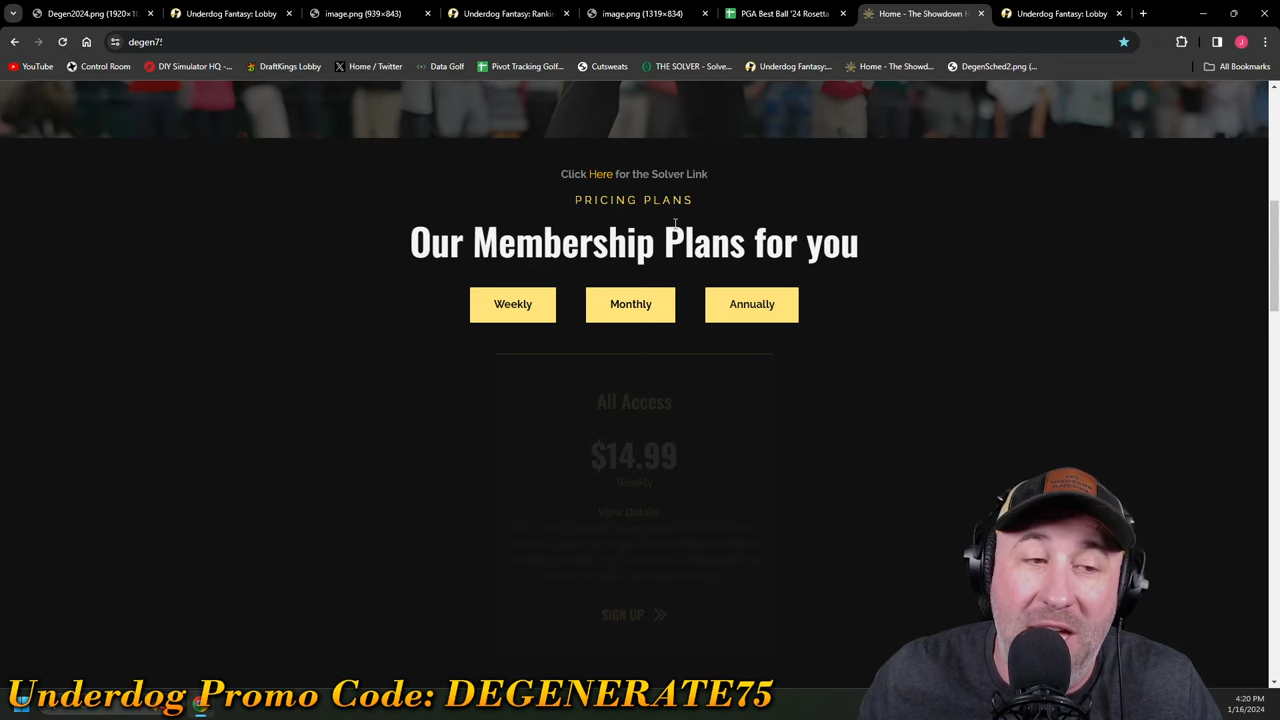 Degen2024.png (1920×10
Underdog Fantasy: Lobby
image.png (939×843)
Underdog Fantasy: Rankin
image.png (1319×834)
PGA Best Ball '24 Rosetta
Home - The Showdown H
Underdog Fantasy: Lobby
degen75
YouTube
Control Room
DIY Simulator HQ -...
DraftKings Lobby
Home / Twitter
Data Golf
Pivot Tracking Golf...
Cutsweats
THE SOLVER - Solve...
Underdog Fantasy:...
Home - The Showd...
DegenSched2.png (...
All Bookmarks
Click Here for the Solver Link
PRICING PLANS
Our Membership Plans for you
Weekly Monthly Annually
All Access
$14.99
Weekly
View Details
SIGN UP
Underdog Promo Code: DEGENERATE75
4:20 PM
1/16/2024